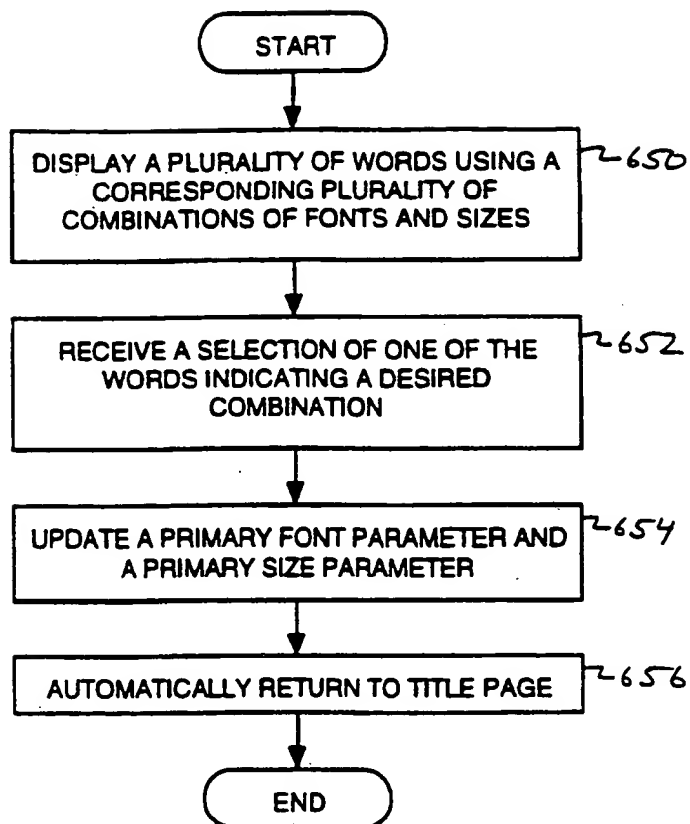 START
DISPLAY A PLURALITY OF WORDS USING A
CORRESPONDING PLURALITY OF
COMBINATIONS OF FONTS AND SIZES
650
RECEIVE A SELECTION OF ONE OF THE
WORDS INDICATING A DESIRED
COMBINATION
652
UPDATE A PRIMARY FONT PARAMETER AND
A PRIMARY SIZE PARAMETER
654
AUTOMATICALLY RETURN TO TITLE PAGE
656
END